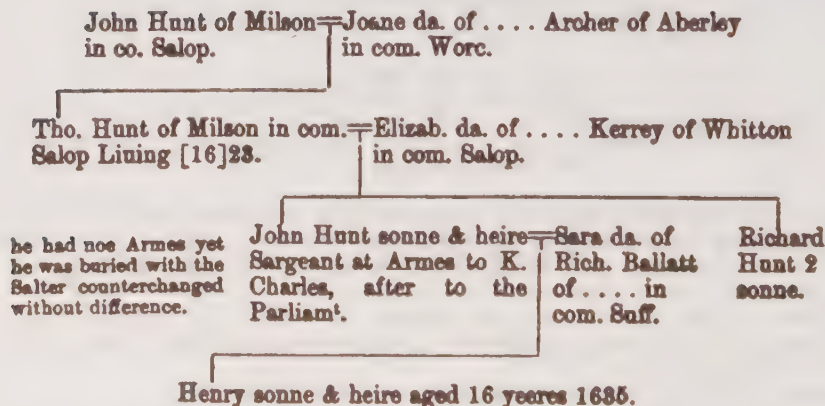 John Hunt of Milson
in co. Salop.
Joane da. of .... Archer of Aberley
in com. Worc.
Tho. Hunt of Milson in com.
Salop Liuing [16]23.
Elizab. da. of .... Kerrey of Whitton
in com. Salop.
he had noe Armes yet
he was buried with the
Salter counterchanged
without difference.
John Hunt sonne & heire
Sargeant at Armes to K.
Charles, after to the
Parliamᵗ.
Sara da. of
Rich. Ballatt
of .... in
com. Suff.
Richard
Hunt 2
sonne.
Henry sonne & heire aged 16 yeeres 1635.